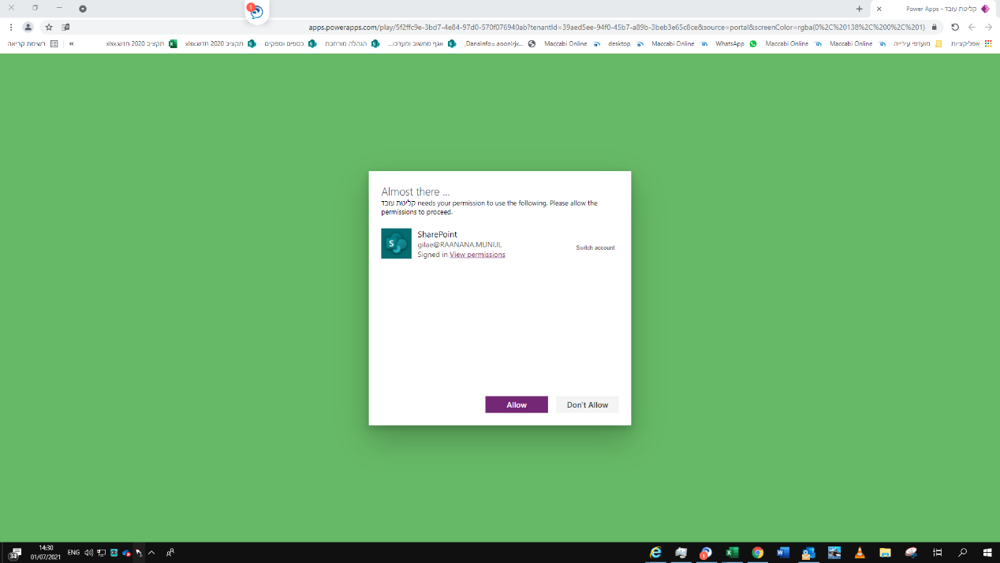 קליטת עובד - Power Apps
apps.powerapps.com/play/5f2ffc9e-3bd7-4e84-97d0-570f076940ab?tenantId=39aed5ee-94f0-45b7-a89b-3beb3e65c8ce&source=portal&screenColor=rgba(0%2C%20138%2C%200%2C%201)
אפליקציות
מועדפי עירייה
Maccabi Online
Maccabi Online
WhatsApp
Maccabi Online
desktop
Maccabi Online
אגף מחשוב ומערכו...
הנהלה מורחבת
כספים וספקים
תקציב 2020 חדש.xlsx
תקציב 2020 חדש.xlsx
»
רשימת קריאה
1
Almost there ...
קליטת עובד needs your permission to use the following. Please allow the
permissions to proceed.
SharePoint
gilae@RAANANA.MUNI.IL
Signed in View permissions
Switch account
Allow
Don't Allow
34
14:30
01/07/2021
ENG
1